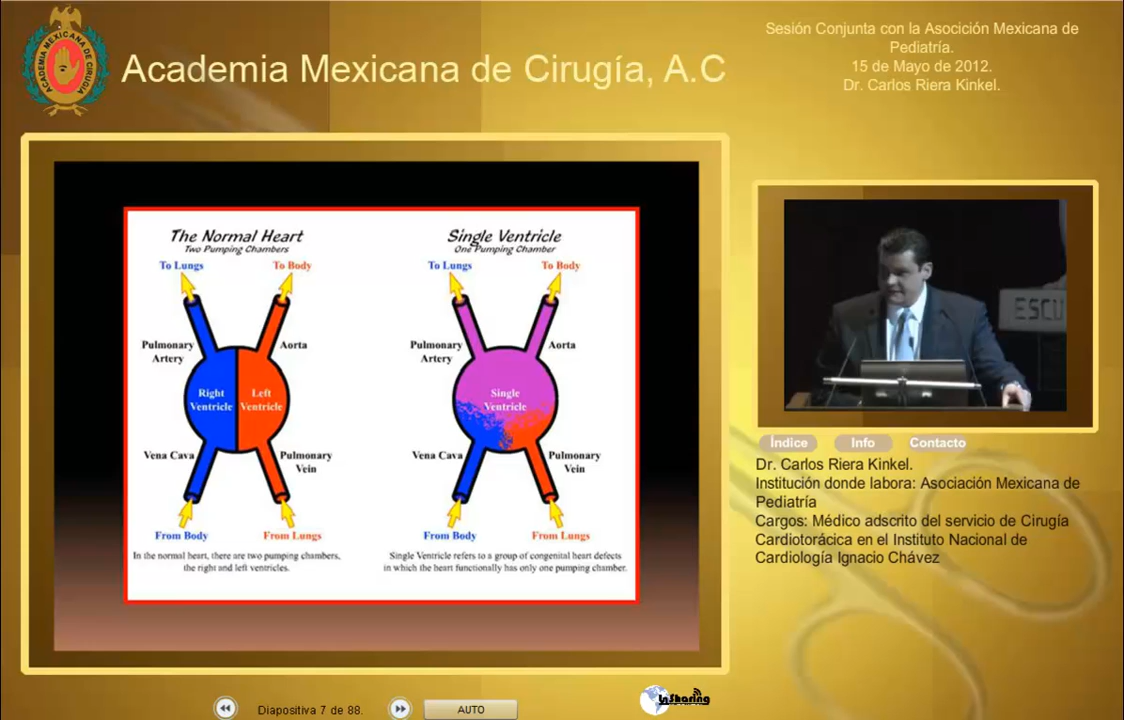 ACADEMIA MEXICANA DE CIRUGÍA
Academia Mexicana de Cirugía, A.C
Sesión Conjunta con la Asocición Mexicana de
Pediatría.
15 de Mayo de 2012.
Dr. Carlos Riera Kinkel.
The Normal Heart
Two Pumping Chambers
To Lungs
To Body
Pulmonary
Artery
Aorta
Right
Ventricle
Left
Ventricle
Vena Cava
Pulmonary
Vein
From Body
From Lungs
In the normal heart, there are two pumping chambers,
the right and left ventricles.
Single Ventricle
One Pumping Chamber
To Lungs
To Body
Pulmonary
Artery
Aorta
Single
Ventricle
Vena Cava
Pulmonary
Vein
From Body
From Lungs
Single Ventricle refers to a group of congenital heart defects
in which the heart functionally has only one pumping chamber.
ESCU
Índice
Info
Contacto
Dr. Carlos Riera Kinkel.
Institución donde labora: Asociación Mexicana de
Pediatría
Cargos: Médico adscrito del servicio de Cirugía
Cardiotorácica en el Instituto Nacional de
Cardiología Ignacio Chávez
Diapositiva 7 de 88.
AUTO
InSharing